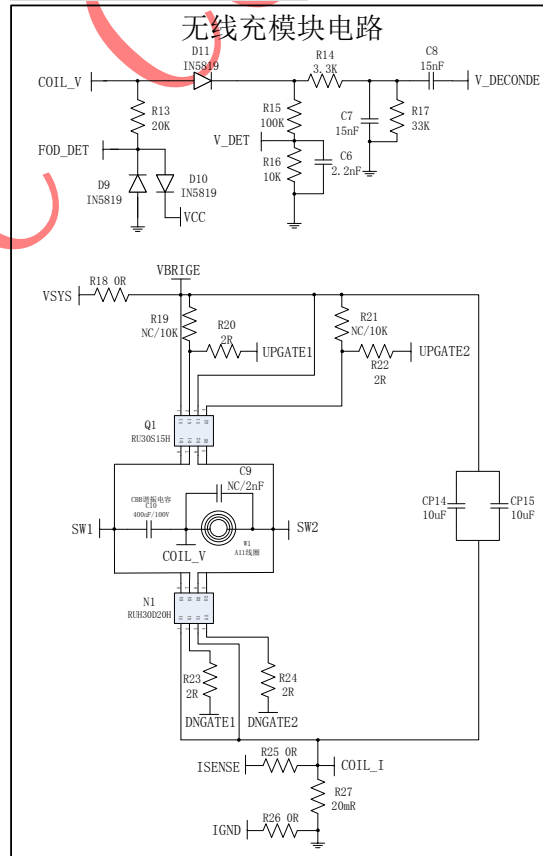 无线充模块电路
D11
IN5819
COIL_V
R14
3.3K
C8
15nF
V_DECONDE
R13
20K
R15
100K
C7
15nF
R17
33K
FOD_DET
V_DET
D9
IN5819
D10
IN5819
R16
10K
C6
2.2nF
VCC
VBRIGE
VSYS
R18 0R
R19
NC/10K
R20
2R
UPGATE1
R21
NC/10K
R22
2R
UPGATE2
Q1
RU30S15H
C9
NC/2nF
CBB谐振电容
C10
400nF/100V
SW1
SW2
COIL_V
W1
A11线圈
CP14
10uF
CP15
10uF
N1
RUH30D20H
R23
2R
R24
2R
DNGATE1
DNGATE2
ISENSE
R25 0R
COIL_I
R27
20mR
IGND
R26 0R